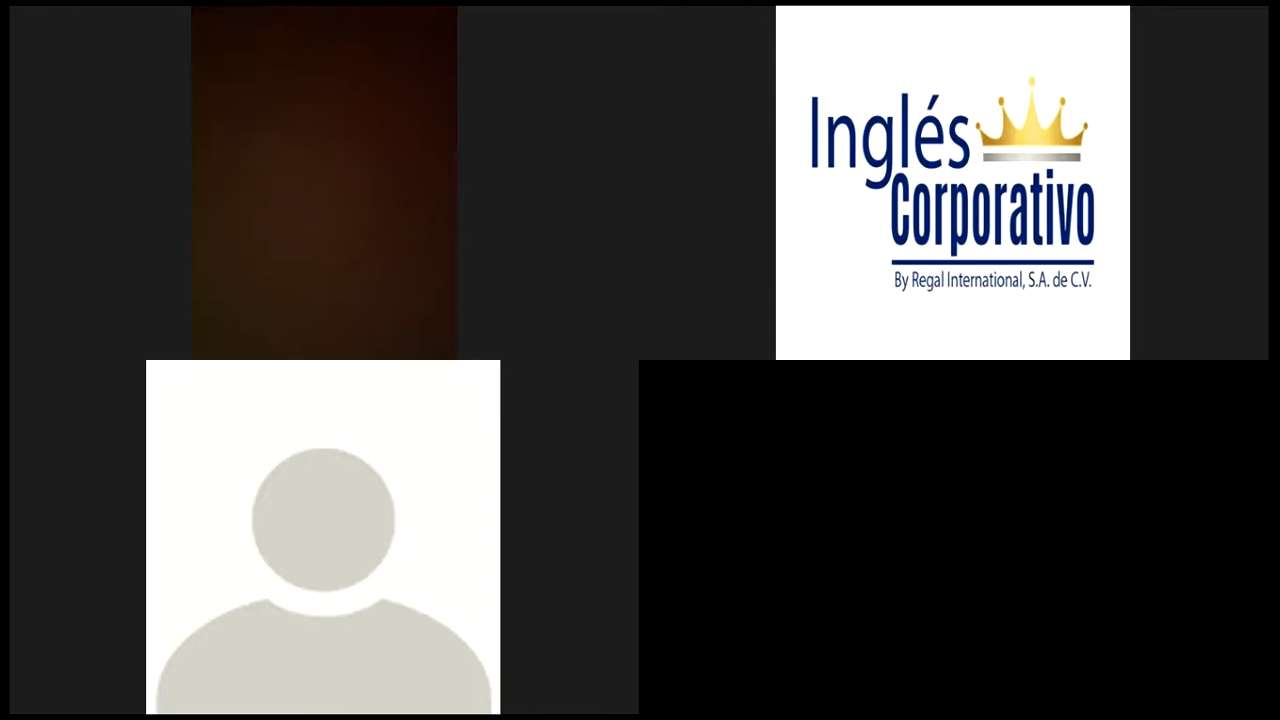 Inglés
Corporativo
By Regal International, S.A. de C.V.